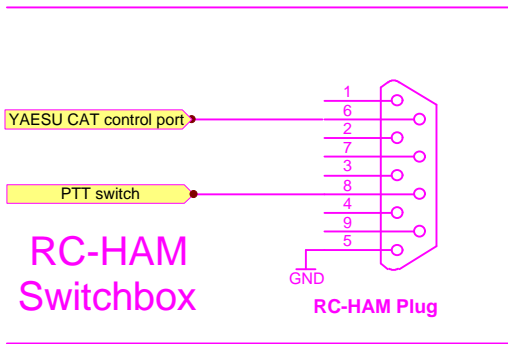 1
YAESU CAT control port
6
2
7
3
PTT switch
8
4
9
5
RC-HAM
Switchbox
GND
RC-HAM Plug